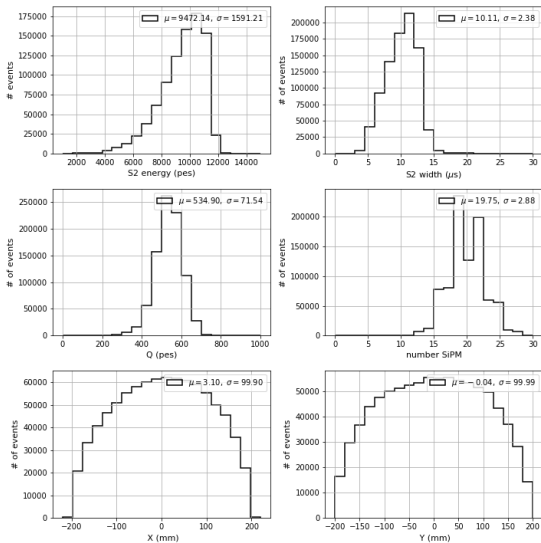 μ = 9472.14, σ = 1591.21
# events
175000
150000
125000
100000
75000
50000
25000
0
2000 4000 6000 8000 10000 12000 14000
S2 energy (pes)
μ = 10.11, σ = 2.38
# of events
200000
175000
150000
125000
100000
75000
50000
25000
0
0 5 10 15 20 25 30
S2 width (μs)
μ = 534.90, σ = 71.54
# of events
250000
200000
150000
100000
50000
0
0 200 400 600 800 1000
Q (pes)
μ = 19.75, σ = 2.88
# of events
200000
150000
100000
50000
0
0 5 10 15 20 25 30
number SiPM
μ = 3.10, σ = 99.90
# of events
60000
50000
40000
30000
20000
10000
0
−200 −100 0 100 200
X (mm)
μ = −0.04, σ = 99.99
# of events
50000
40000
30000
20000
10000
0
−200 −150 −100 −50 0 50 100 150 200
Y (mm)